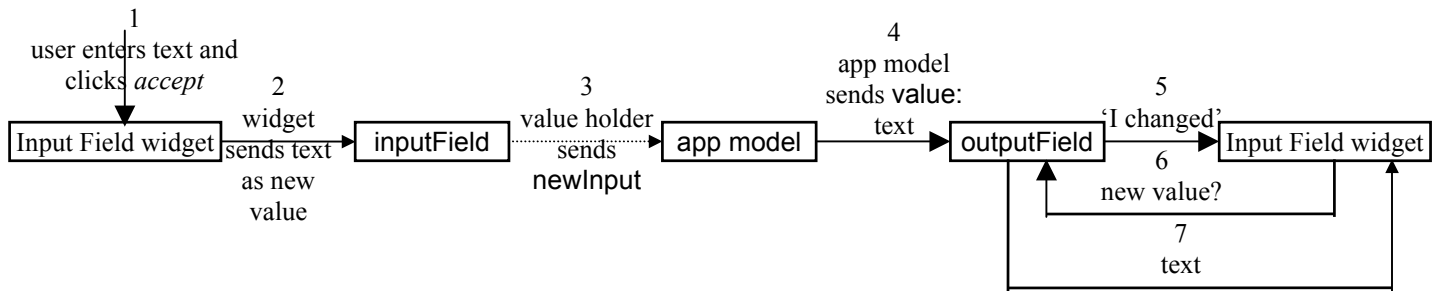 1
user enters text and
clicks accept
Input Field widget
2
widget
sends text
as new
value
inputField
3
value holder
sends
newInput
app model
4
app model
sends value:
text
outputField
5
'I changed'
6
new value?
Input Field widget
7
text